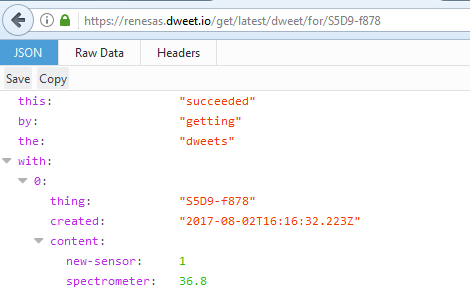 https://renesas.dweet.io/get/latest/dweet/for/S5D9-f878
JSON Raw Data Headers
Save Copy
this: "succeeded"
by: "getting"
the: "dweets"
with:
0:
thing: "S5D9-f878"
created: "2017-08-02T16:16:32.223Z"
content:
new-sensor: 1
spectrometer: 36.8